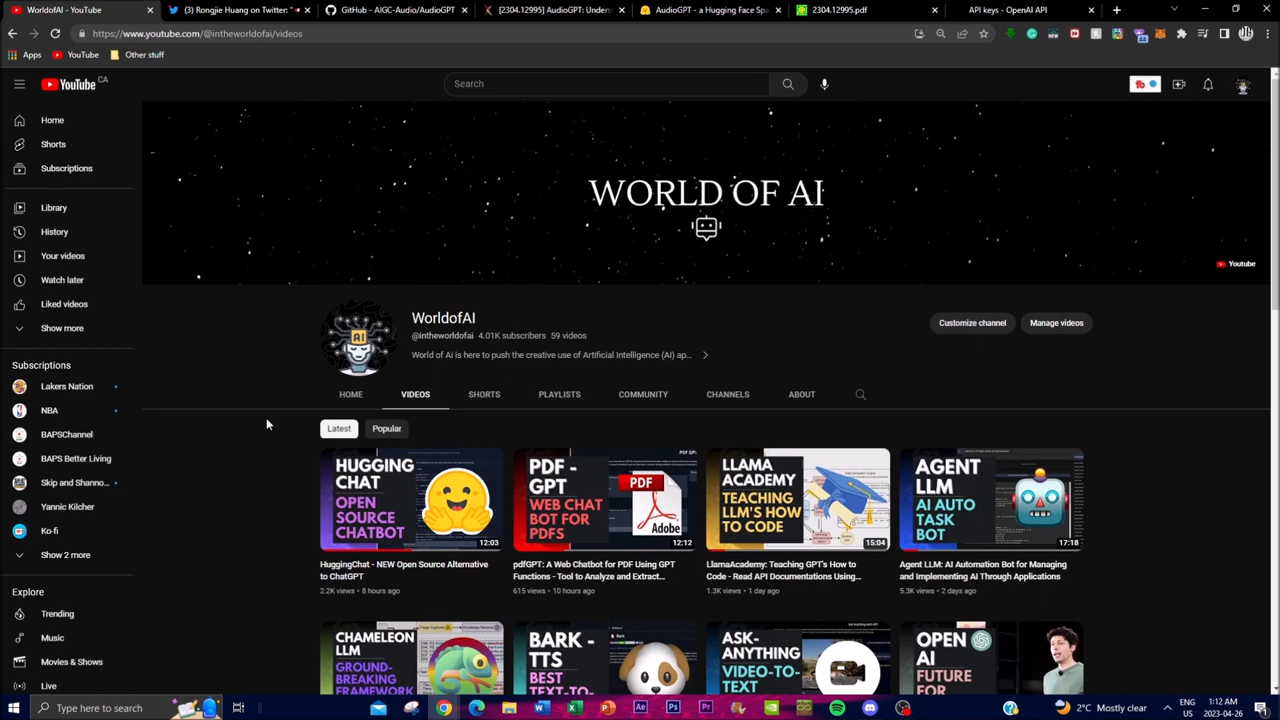 WorldofAI - YouTube
(3) Rongjie Huang on Twitter: "
GitHub - AIGC-Audio/AudioGPT
[2304.12995] AudioGPT: Unders
AudioGPT - a Hugging Face Spa
2304.12995.pdf
API keys - OpenAI API
https://www.youtube.com/@intheworldofai/videos
Apps
YouTube
Other stuff
YouTube CA
Search
Home
Shorts
Subscriptions
Library
History
Your videos
Watch later
Liked videos
Show more
Subscriptions
Lakers Nation
NBA
BAPSChannel
BAPS Better Living
Skip and Shanno...
Yannic Kilcher
Ko-fi
Show 2 more
Explore
Trending
Music
Movies & Shows
Live
WORLD OF AI
Youtube
AI
WorldofAI
@intheworldofai 4.01K subscribers 59 videos
World of Ai is here to push the creative use of Artificial Intelligence (AI) ap...
Customize channel
Manage videos
HOME
VIDEOS
SHORTS
PLAYLISTS
COMMUNITY
CHANNELS
ABOUT
Latest
Popular
HUGGING
CHAT
OPEN
SOURCE
CHATBOT
12:03
HuggingChat - NEW Open Source Alternative
to ChatGPT
2.2K views • 8 hours ago
PDF -
GPT
WEB CHAT
BOT FOR
PDFS
PDF
Adobe
12:12
pdfGPT: A Web Chatbot for PDF Using GPT
Functions - Tool to Analyze and Extract...
615 views • 10 hours ago
LLAMA
ACADEMY
TEACHING
LLM'S HOW
TO CODE
15:04
LlamaAcademy: Teaching GPT's How to
Code - Read API Documentations Using...
1.3K views • 1 day ago
AGENT
LLM
AI AUTO
TASK
BOT
17:18
Agent LLM: AI Automation Bot for Managing
and Implementing AI Through Applications
5.3K views • 2 days ago
CHAMELEON
LLM
GROUND-
BREAKING
FRAMEWORK
BARK -
TTS
BEST
TEXT-TO-
ASK-
ANYTHING
VIDEO-TO-
TEXT
OPEN
AI
FUTURE
FOR
Type here to search
2°C Mostly clear
ENG
US
1:12 AM
2023-04-26